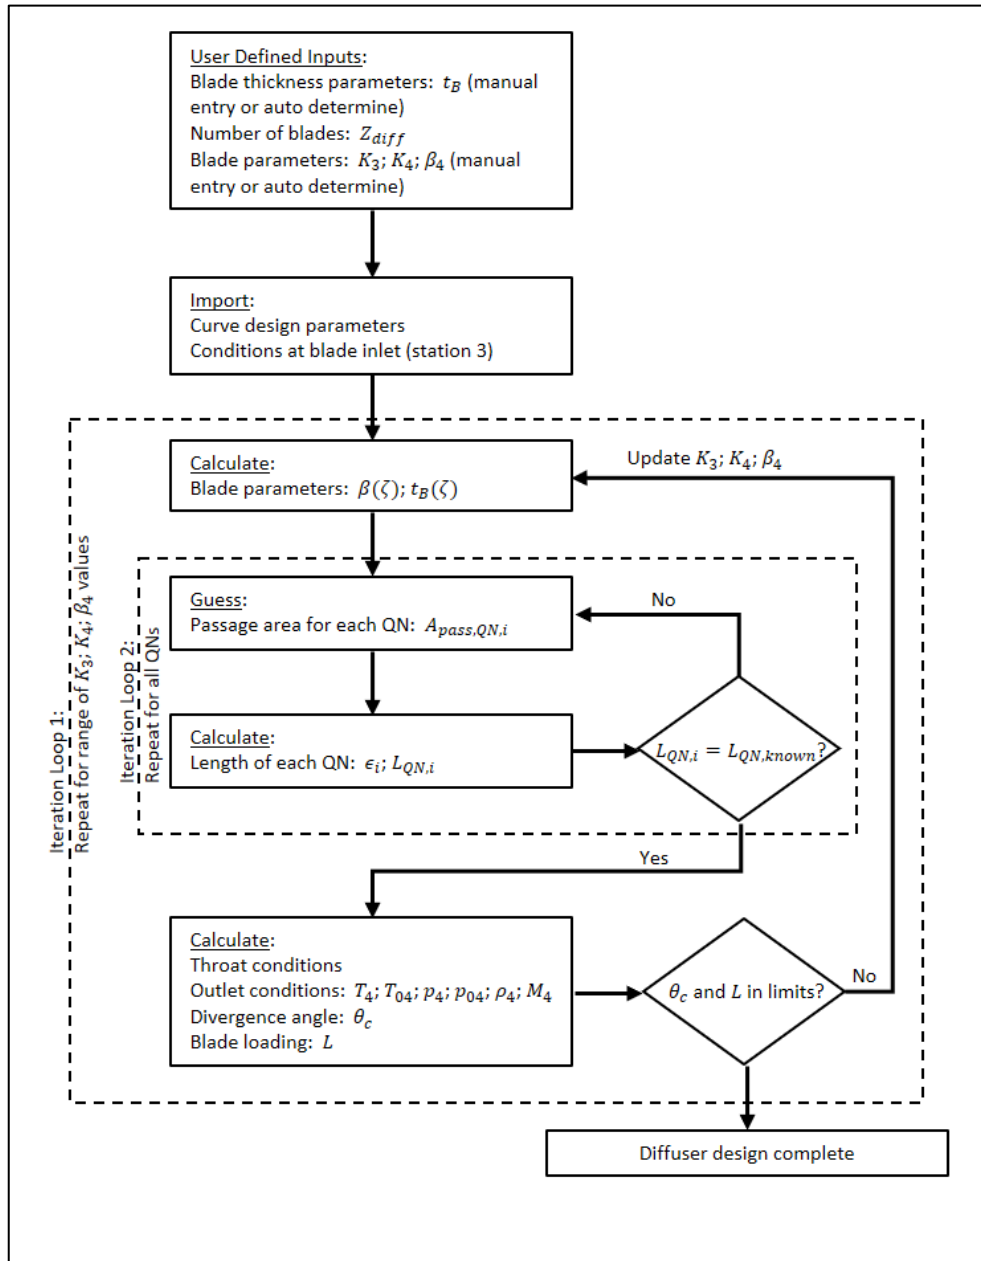 User Defined Inputs:
Blade thickness parameters: t_B (manual
entry or auto determine)
Number of blades: Z_diff
Blade parameters: K_3; K_4; β_4 (manual
entry or auto determine)
Import:
Curve design parameters
Conditions at blade inlet (station 3)
Calculate:
Blade parameters: β(ζ); t_B(ζ)
Update K_3; K_4; β_4
Iteration Loop 1:
Repeat for range of K_3; K_4; β_4 values
Iteration Loop 2:
Repeat for all QNs
Guess:
Passage area for each QN: A_pass,QN,i
No
Calculate:
Length of each QN: ϵ_i; L_QN,i
L_QN,i = L_QN,known?
Yes
Calculate:
Throat conditions
Outlet conditions: T_4; T_04; p_4; p_04; ρ_4; M_4
Divergence angle: θ_c
Blade loading: L
θ_c and L in limits?
No
Diffuser design complete